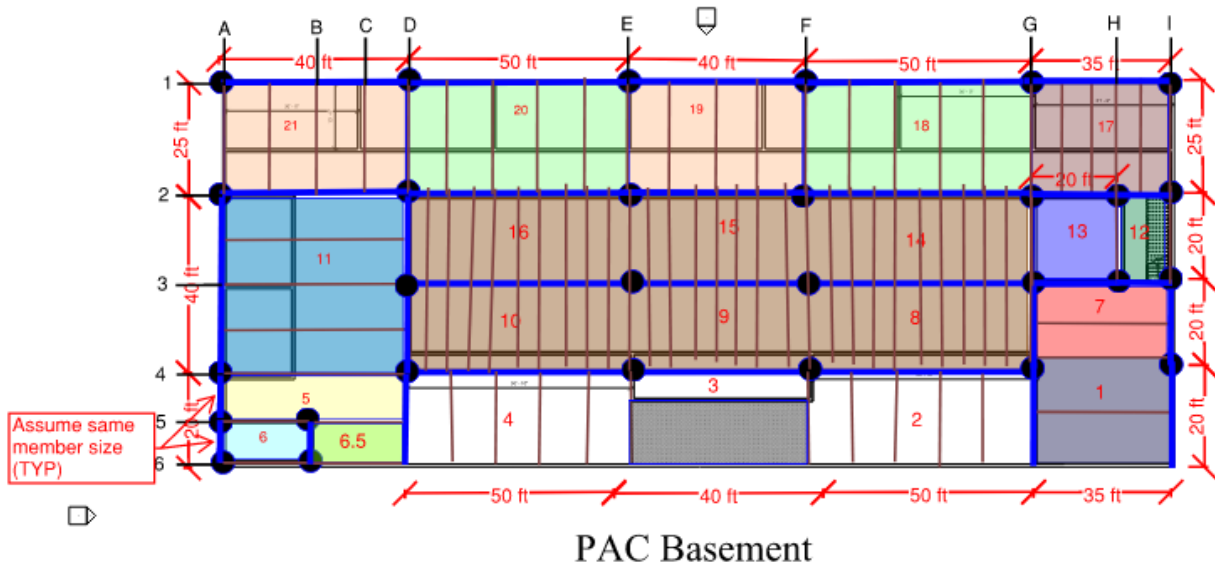 A B C D E F G H I
40 ft 50 ft 40 ft 50 ft 35 ft
1
25 ft 21 20 19 18 17 25 ft
20 ft
2
40 ft 11 16 15 14 13 12 20 ft
3
10 9 8 7 20 ft
4
5 4 3 2 1 20 ft
Assume same
member size
(TYP)
5
20 ft 6 6.5
6
50 ft 40 ft 50 ft 35 ft
PAC Basement